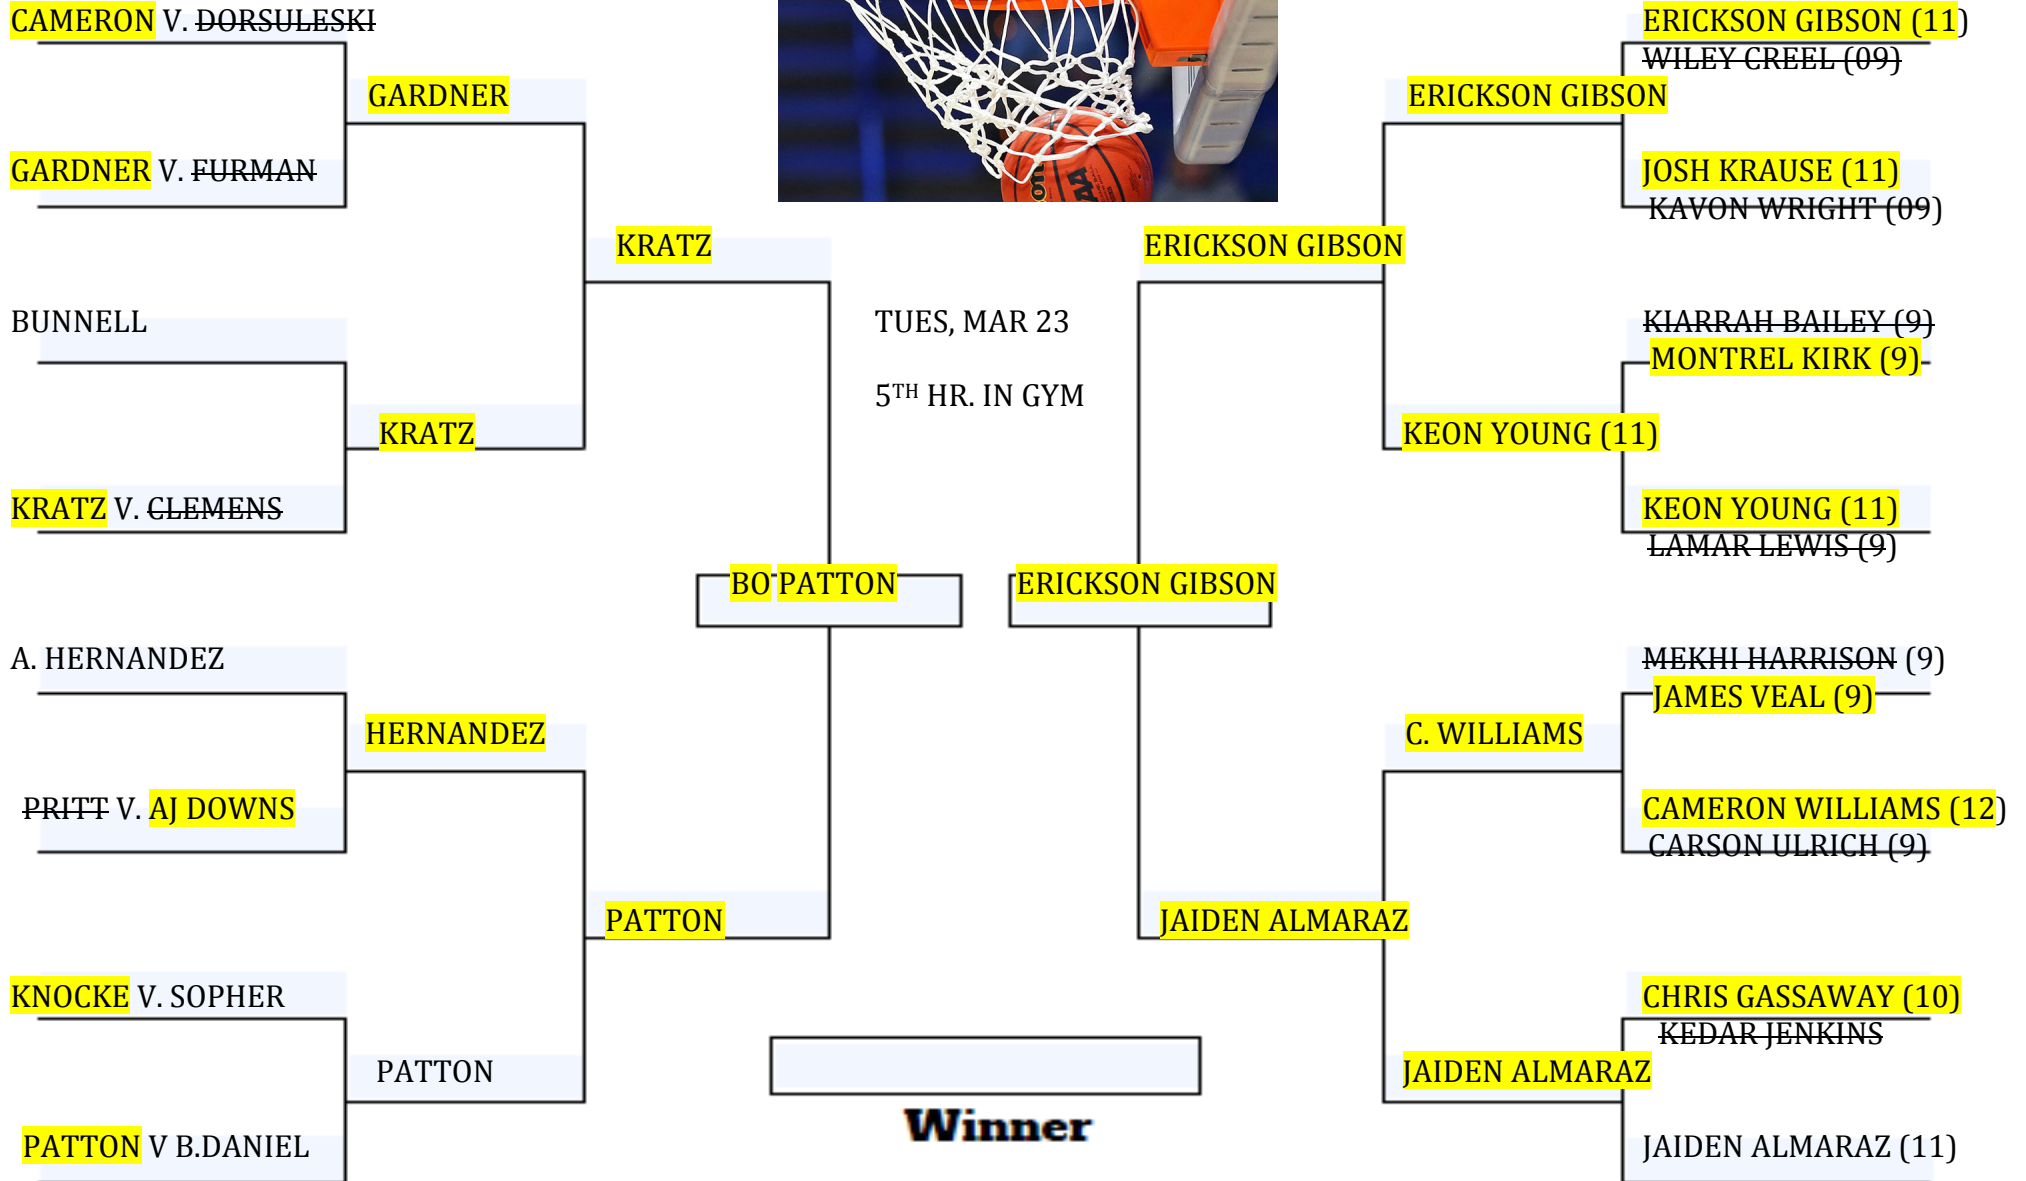 CAMERON V. DORSULESKI
GARDNER
GARDNER V. FURMAN
KRATZ
BUNNELL
KRATZ
KRATZ V. CLEMENS
BO PATTON
A. HERNANDEZ
HERNANDEZ
PRITT V. AJ DOWNS
PATTON
KNOCKE V. SOPHER
PATTON
PATTON V B.DANIEL
TUES, MAR 23
5TH HR. IN GYM
Winner
ERICKSON GIBSON (11)
WILEY CREEL (09)
ERICKSON GIBSON
JOSH KRAUSE (11)
KAVON WRIGHT (09)
ERICKSON GIBSON
KIARRAH BAILEY (9)
MONTREL KIRK (9)
KEON YOUNG (11)
KEON YOUNG (11)
LAMAR LEWIS (9)
ERICKSON GIBSON
MEKHI HARRISON (9)
JAMES VEAL (9)
C. WILLIAMS
CAMERON WILLIAMS (12)
CARSON ULRICH (9)
JAIDEN ALMARAZ
CHRIS GASSAWAY (10)
KEDAR JENKINS
JAIDEN ALMARAZ
JAIDEN ALMARAZ (11)